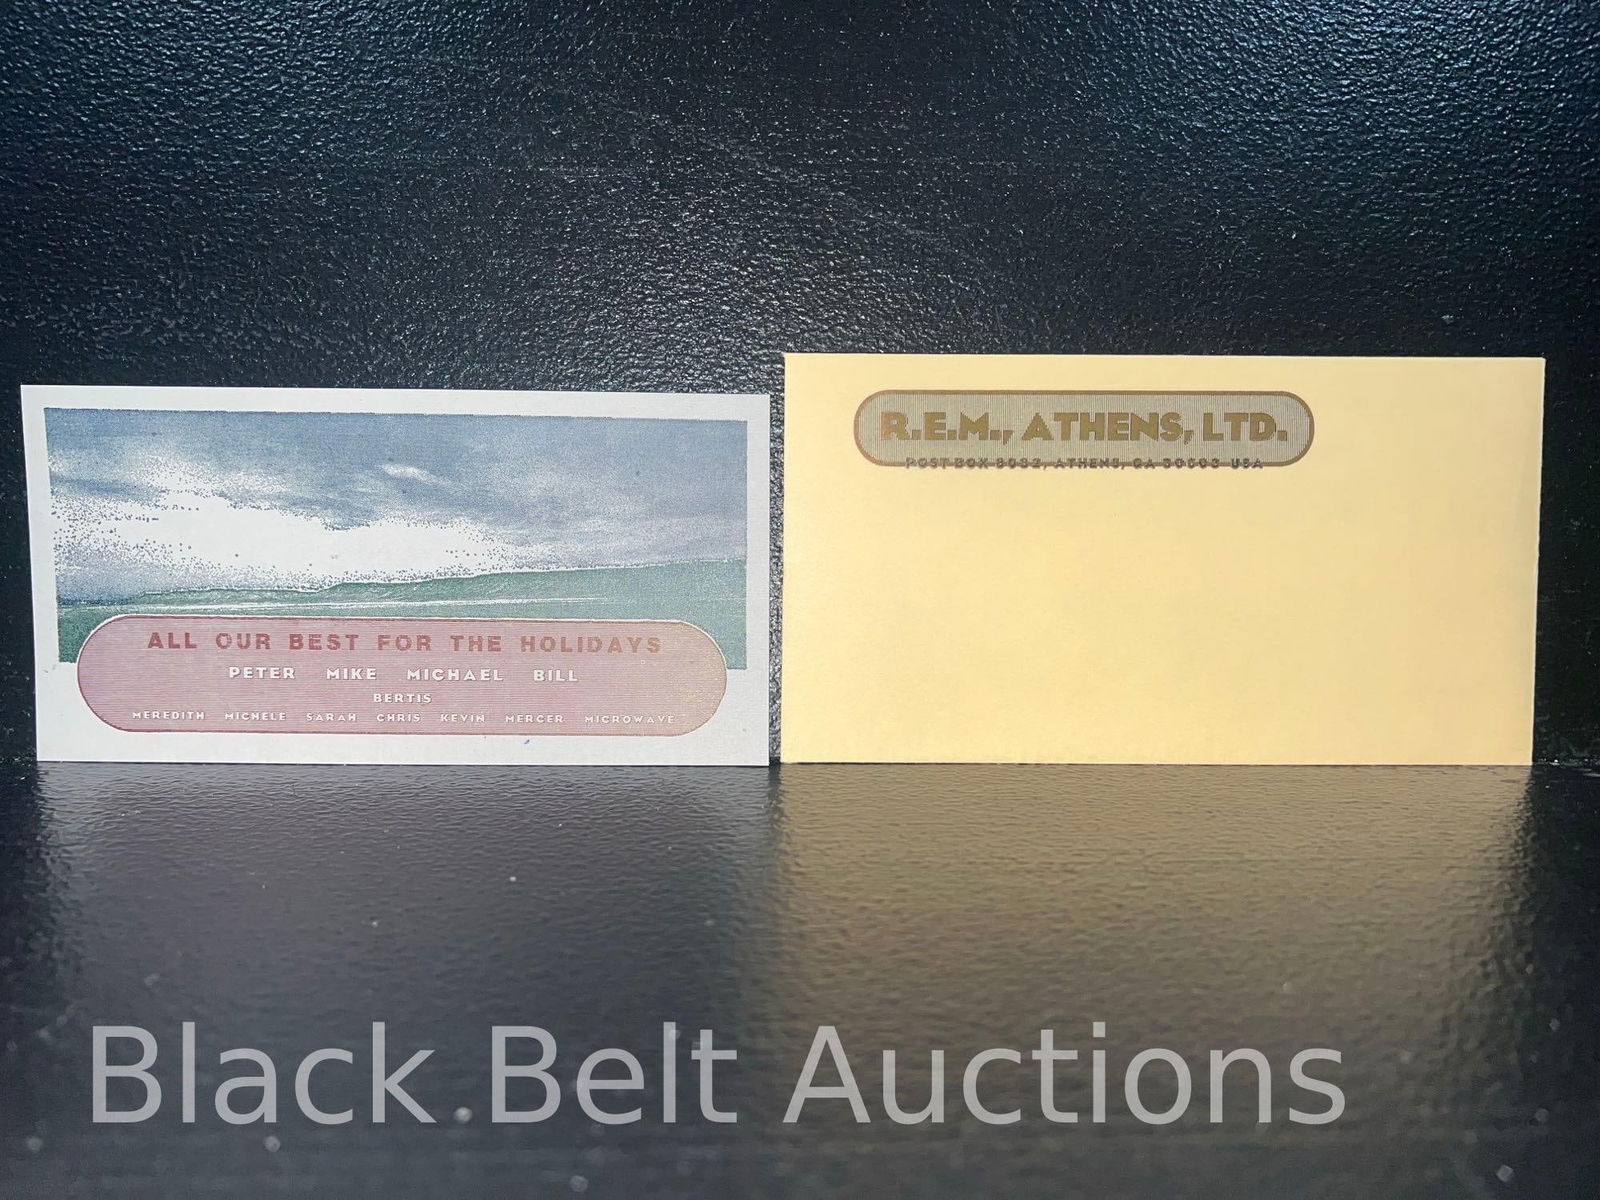 ALL OUR BEST FOR THE HOLIDAYS
PETER MIKE MICHAEL BILL
BERTIS
MEREDITH MICHELE SARAH CHRIS KEVIN MERCER MICROWAVE
R.E.M., ATHENS, LTD.
POST BOX 8032, ATHENS, GA 30603 USA
Black Belt Auctions